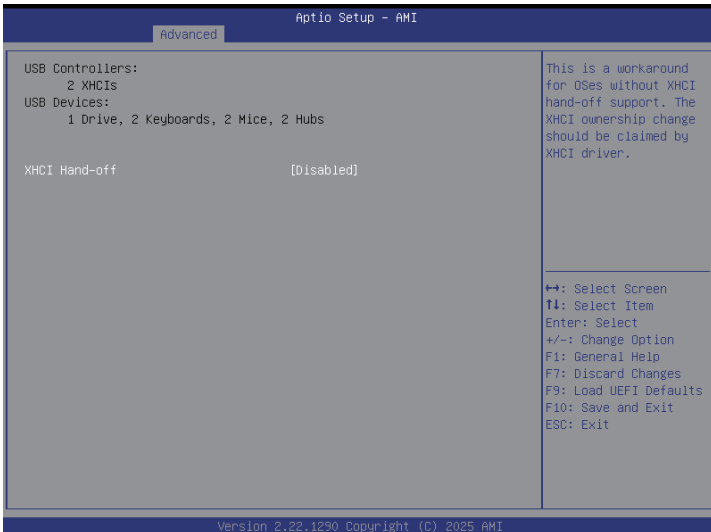 Aptio Setup – AMI
Advanced
USB Controllers:
2 XHCIs
USB Devices:
1 Drive, 2 Keyboards, 2 Mice, 2 Hubs
XHCI Hand-off [Disabled]
This is a workaround
for OSes without XHCI
hand-off support. The
XHCI ownership change
should be claimed by
XHCI driver.
↔: Select Screen
↑↓: Select Item
Enter: Select
+/-: Change Option
F1: General Help
F7: Discard Changes
F9: Load UEFI Defaults
F10: Save and Exit
ESC: Exit
Version 2.22.1290 Copyright (C) 2025 AMI